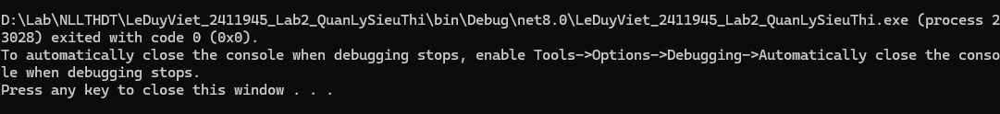 D:\Lab\NLLTHDT\LeDuyViet_2411945_Lab2_QuanLySieuThi\bin\Debug\net8.0\LeDuyViet_2411945_Lab2_QuanLySieuThi.exe (process 2
3028) exited with code 0 (0x0).
To automatically close the console when debugging stops, enable Tools->Options->Debugging->Automatically close the conso
le when debugging stops.
Press any key to close this window . . .